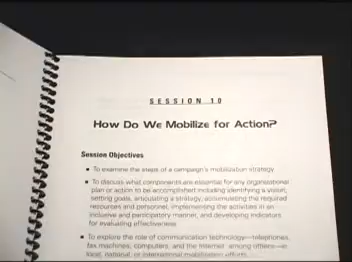 SESSION 10
How Do We Mobilize for Action?
Session Objectives
• To examine the steps of a campaign's mobilization strategy
• To discuss what components are essential for any organizational
plan or action to be accomplished including identifying a vision,
setting goals, articulating a strategy, accumulating the required
resources and personnel, implementing the activities in an
inclusive and participatory manner, and developing indicators
for evaluating effectiveness
• To explore the role of communication technology—telephones,
fax machines, computers, and the Internet among others—in
local, national, or international mobilization efforts